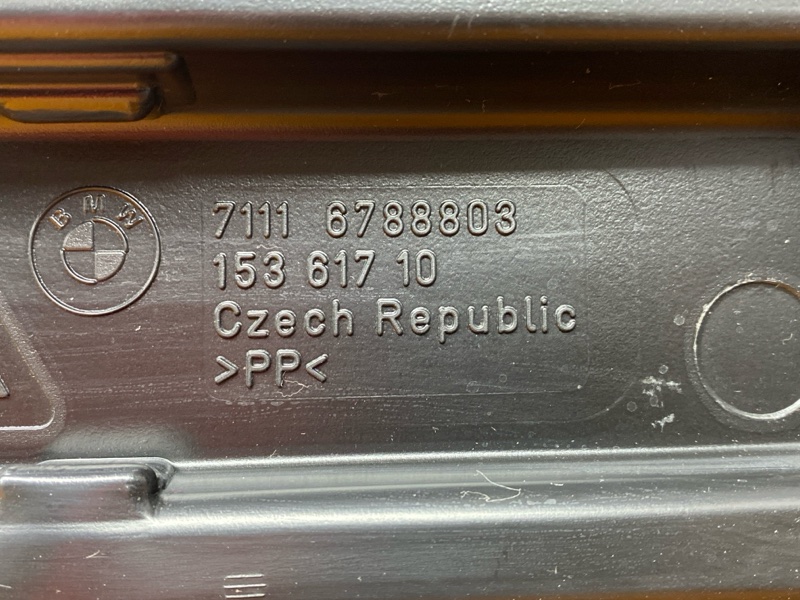 BMW
7111 6788803
153 617 10
Czech Republic
>PP<